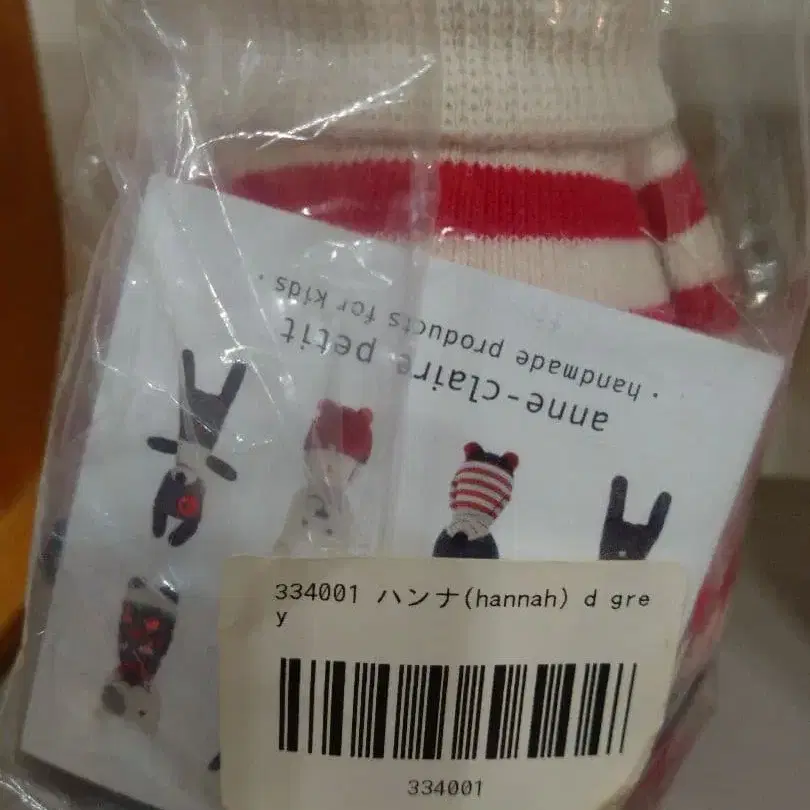 anne-claire petit
· handmade products for kids ·
334001 ハンナ(hannah) d gre
y
334001